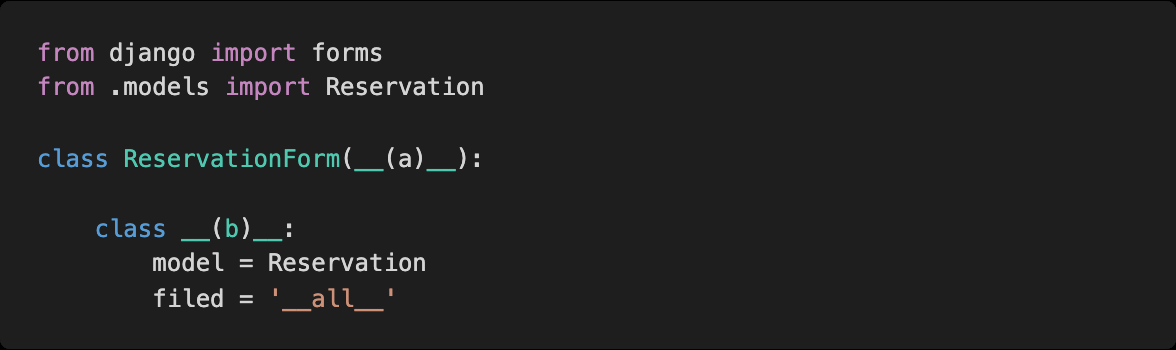 from django import forms
from .models import Reservation
class ReservationForm(__(a)__):
class __(b)__:
model = Reservation
filed = '__all__'